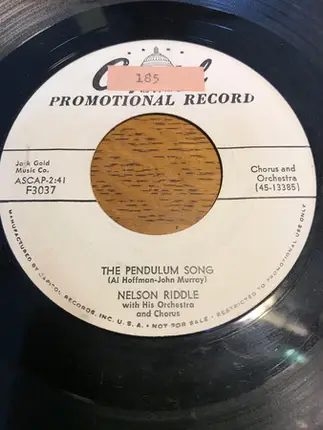 Capitol
185
PROMOTIONAL RECORD
Jack Gold
Music Co.
ASCAP-2:41
F3037
Chorus and
Orchestra
(45-13385)
THE PENDULUM SONG
(Al Hoffman-John Murray)
NELSON RIDDLE
with His Orchestra
and Chorus
MANUFACTURED BY CAPITOL RECORDS, INC. U. S. A. • NOT FOR SALE • RESTRICTED TO PROMOTIONAL USE ONLY